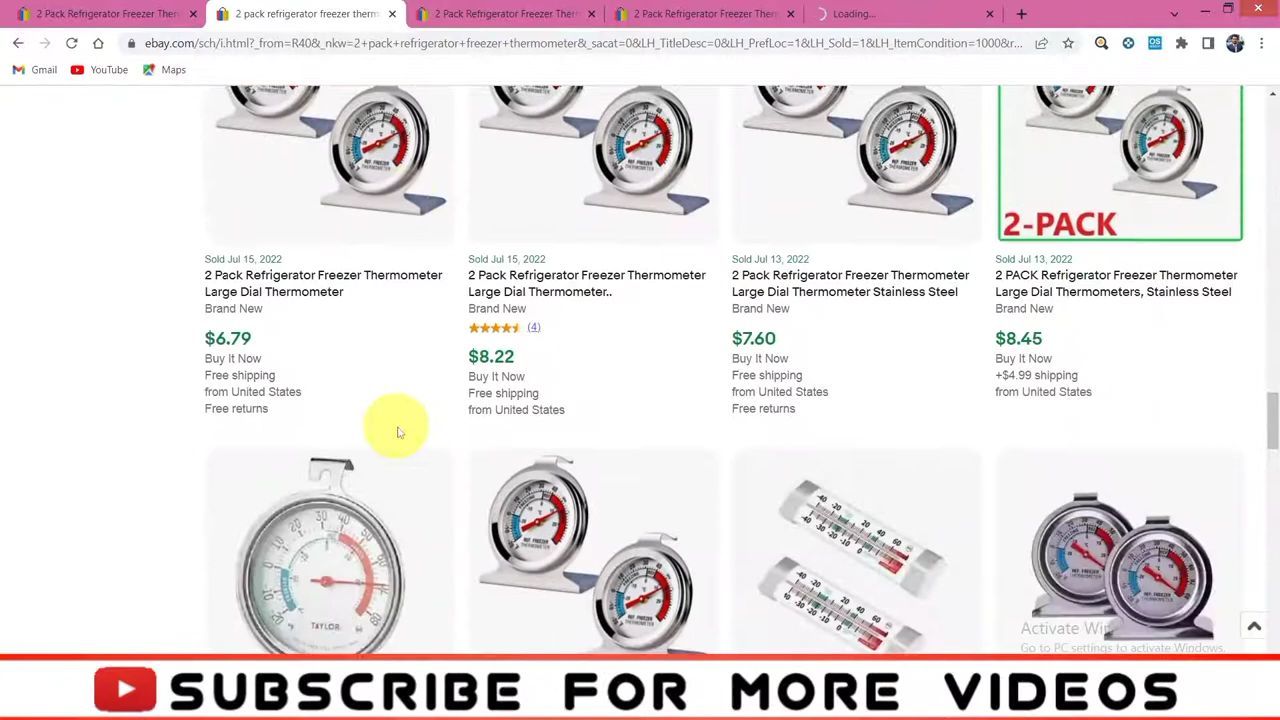 2 Pack Refrigerator Freezer Ther
2 pack refrigerator freezer therm
2 Pack Refrigerator Freezer Ther
2 Pack Refrigerator Freezer Ther
Loading...
ebay.com/sch/i.html?_from=R40&_nkw=2+pack+refrigerator+freezer+thermometer&_sacat=0&LH_TitleDesc=0&LH_PrefLoc=1&LH_Sold=1&LH_ItemCondition=1000&r...
Gmail
YouTube
Maps
2-PACK
Sold Jul 15, 2022
2 Pack Refrigerator Freezer Thermometer
Large Dial Thermometer
Brand New
$6.79
Buy It Now
Free shipping
from United States
Free returns
Sold Jul 15, 2022
2 Pack Refrigerator Freezer Thermometer
Large Dial Thermometer..
Brand New
(4)
$8.22
Buy It Now
Free shipping
from United States
Sold Jul 13, 2022
2 Pack Refrigerator Freezer Thermometer
Large Dial Thermometer Stainless Steel
Brand New
$7.60
Buy It Now
Free shipping
from United States
Free returns
Sold Jul 13, 2022
2 PACK Refrigerator Freezer Thermometer
Large Dial Thermometers, Stainless Steel
Brand New
$8.45
Buy It Now
+$4.99 shipping
from United States
TAYLOR
Activate Win
Go to PC settings to activate Windows.
SUBSCRIBE FOR MORE VIDEOS